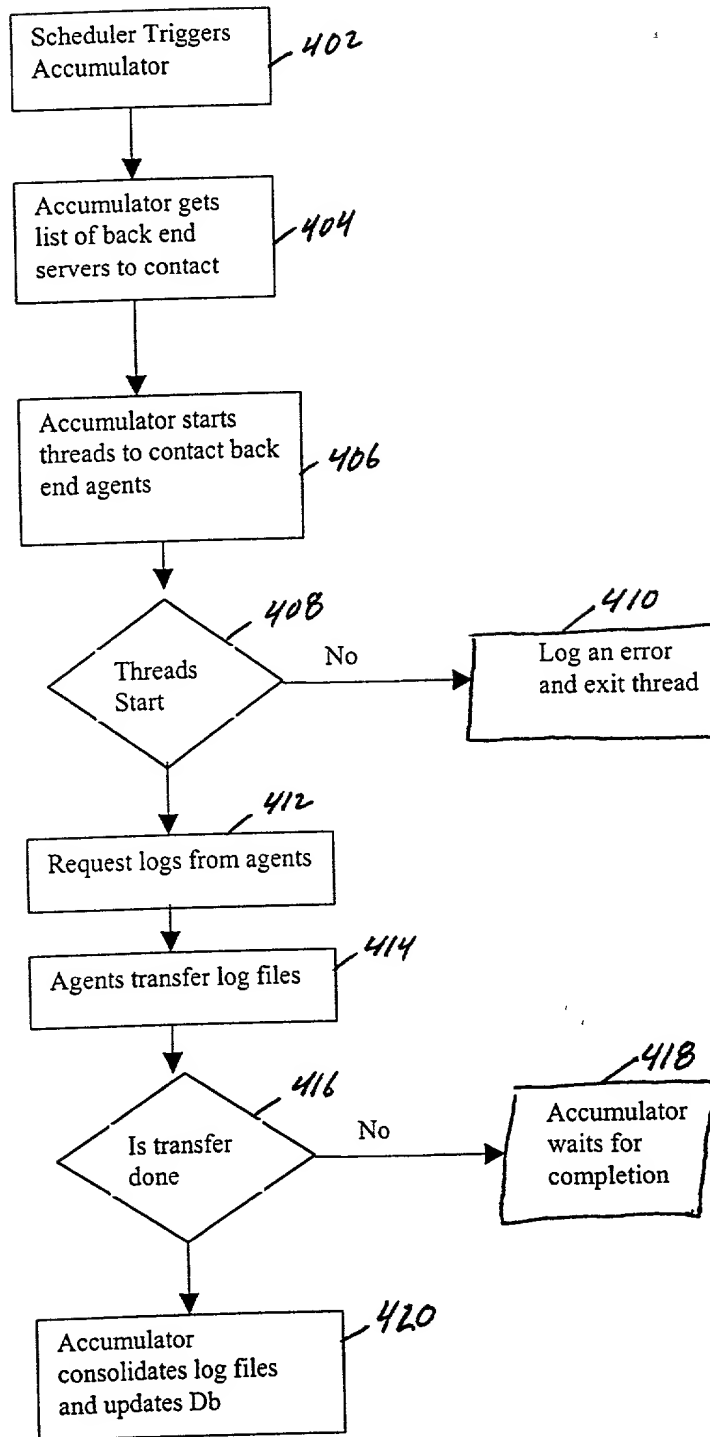 Scheduler Triggers
Accumulator
402
Accumulator gets
list of back end
servers to contact
404
Accumulator starts
threads to contact back
end agents
406
408
Threads
Start
No
410
Log an error
and exit thread
412
Request logs from agents
414
Agents transfer log files
416
Is transfer
done
No
418
Accumulator
waits for
completion
420
Accumulator
consolidates log files
and updates Db